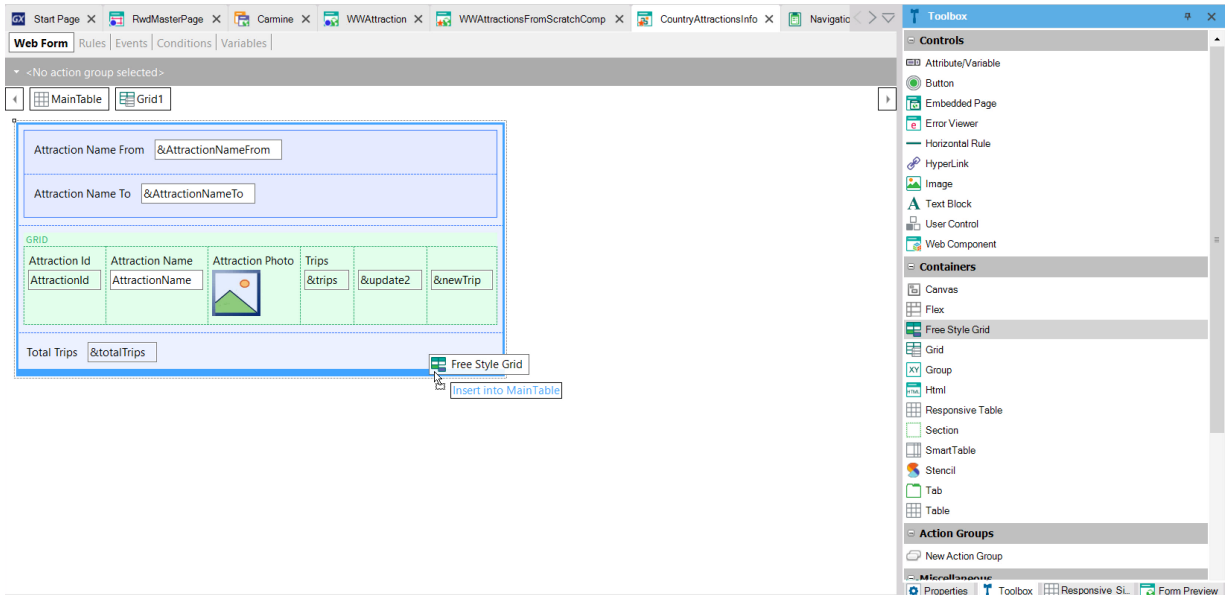 GX Start Page X RwdMasterPage X Carmine X WWAttraction X WWAttractionsFromScratchComp X CountryAttractionsInfo X Navigatio
Toolbox
Web Form Rules Events Conditions Variables
<No action group selected>
MainTable Grid1
Attraction Name From &AttractionNameFrom
Attraction Name To &AttractionNameTo
GRID
Attraction Id Attraction Name Attraction Photo Trips
AttractionId AttractionName &trips &update2 &newTrip
Total Trips &totalTrips
Free Style Grid
Insert into MainTable
Controls
Attribute/Variable
Button
Embedded Page
Error Viewer
Horizontal Rule
HyperLink
Image
Text Block
User Control
Web Component
Containers
Canvas
Flex
Free Style Grid
Grid
Group
Html
Responsive Table
Section
SmartTable
Stencil
Tab
Table
Action Groups
New Action Group
Miscellaneous
Properties Toolbox Responsive Si... Form Preview